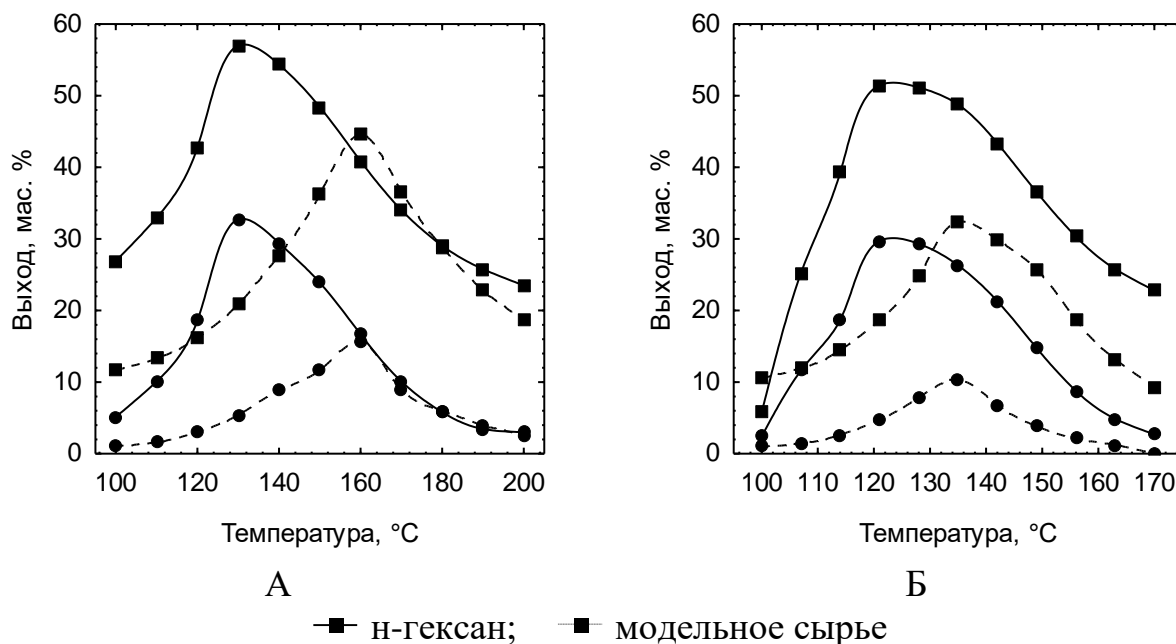 60
50
40
30
20
10
0
Выход, мас. %
100 120 140 160 180 200
Температура, °C
А
60
50
40
30
20
10
0
Выход, мас. %
100 110 120 130 140 150 160 170
Температура, °C
Б
н-гексан; модельное сырье